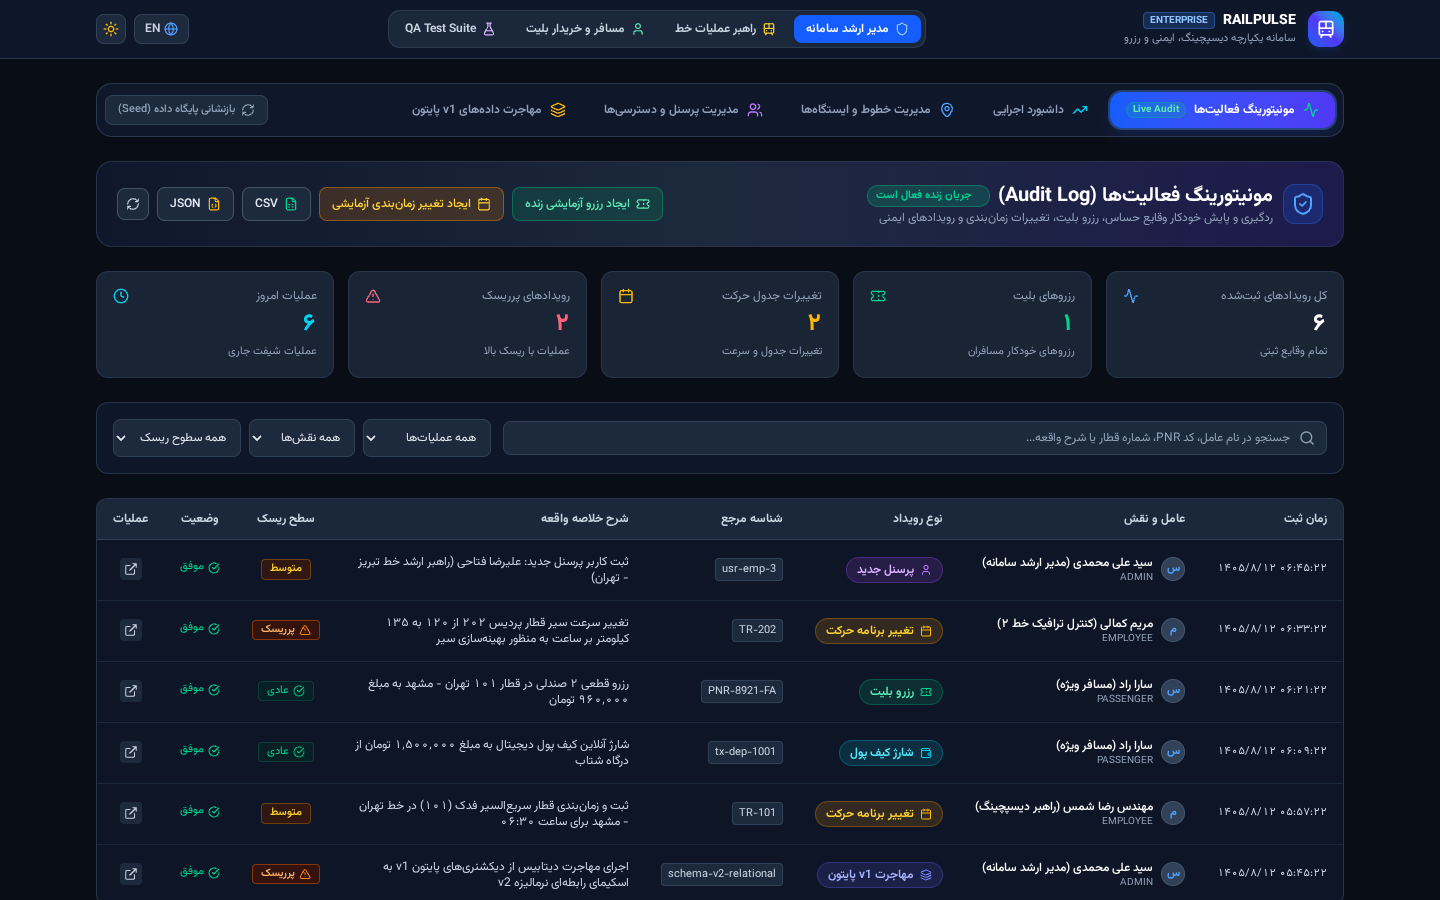 RAILPULSE ENTERPRISE
سامانه یکپارچه دیسپچینگ، ایمنی و رزرو
مدیر ارشد سامانه
راهبر عملیات خط
مسافر و خریدار بلیت
QA Test Suite
EN
مونیتورینگ فعالیت‌ها Live Audit
داشبورد اجرایی
مدیریت خطوط و ایستگاه‌ها
مدیریت پرسنل و دسترسی‌ها
مهاجرت داده‌های v1 پایتون
بازنشانی پایگاه داده (Seed)
مونیتورینگ فعالیت‌ها (Audit Log) جریان زنده فعال است
ردگیری و پایش خودکار وقایع حساس، رزرو بلیت، تغییرات زمان‌بندی و رویدادهای ایمنی
ایجاد رزرو آزمایشی زنده
ایجاد تغییر زمان‌بندی آزمایشی
CSV
JSON
کل رویدادهای ثبت‌شده
۶
تمام وقایع ثبتی
رزروهای بلیت
۱
رزروهای خودکار مسافران
تغییرات جدول حرکت
۲
تغییرات جدول و سرعت
رویدادهای پرریسک
۲
عملیات با ریسک بالا
عملیات امروز
۶
عملیات شیفت جاری
جستجو در نام عامل، کد PNR، شماره قطار یا شرح واقعه...
همه عملیات‌ها
همه نقش‌ها
همه سطوح ریسک
زمان ثبت عامل و نقش نوع رویداد شناسه مرجع شرح خلاصه واقعه سطح ریسک وضعیت عملیات
۱۴۰۵/۸/۱۲ ۰۶:۴۵:۲۲
س
سید علی محمدی (مدیر ارشد سامانه)
ADMIN
پرسنل جدید
usr-emp-3
ثبت کاربر پرسنل جدید: علیرضا فتاحی (راهبر ارشد خط تبریز
- تهران)
متوسط
موفق
۱۴۰۵/۸/۱۲ ۰۶:۳۳:۲۲
م
مریم کمالی (کنترل ترافیک خط ۲)
EMPLOYEE
تغییر برنامه حرکت
TR-202
تغییر سرعت سیر قطار پردیس ۲۰۲ از ۱۲۰ به ۱۳۵
کیلومتر بر ساعت به منظور بهینه‌سازی سیر
پرریسک
موفق
۱۴۰۵/۸/۱۲ ۰۶:۲۱:۲۲
س
سارا راد (مسافر ویژه)
PASSENGER
رزرو بلیت
PNR-8921-FA
رزرو قطعی ۲ صندلی در قطار ۱۰۱ تهران - مشهد به مبلغ
۹۶۰,۰۰۰ تومان
عادی
موفق
۱۴۰۵/۸/۱۲ ۰۶:۰۹:۲۲
س
سارا راد (مسافر ویژه)
PASSENGER
شارژ کیف پول
tx-dep-1001
شارژ آنلاین کیف پول دیجیتال به مبلغ ۱,۵۰۰,۰۰۰ تومان از
درگاه شتاب
عادی
موفق
۱۴۰۵/۸/۱۲ ۰۵:۵۷:۲۲
م
مهندس رضا شمس (راهبر دیسپچینگ)
EMPLOYEE
تغییر برنامه حرکت
TR-101
ثبت و زمان‌بندی قطار سریع‌السیر فدک (۱۰۱) در خط تهران
- مشهد برای ساعت ۰۶:۳۰
متوسط
موفق
۱۴۰۵/۸/۱۲ ۰۵:۴۵:۲۲
س
سید علی محمدی (مدیر ارشد سامانه)
ADMIN
مهاجرت v1 پایتون
schema-v2-relational
اجرای مهاجرت دیتابیس از دیکشنری‌های پایتون v1 به
اسکیمای رابطه‌ای نرمالیزه v2
پرریسک
موفق